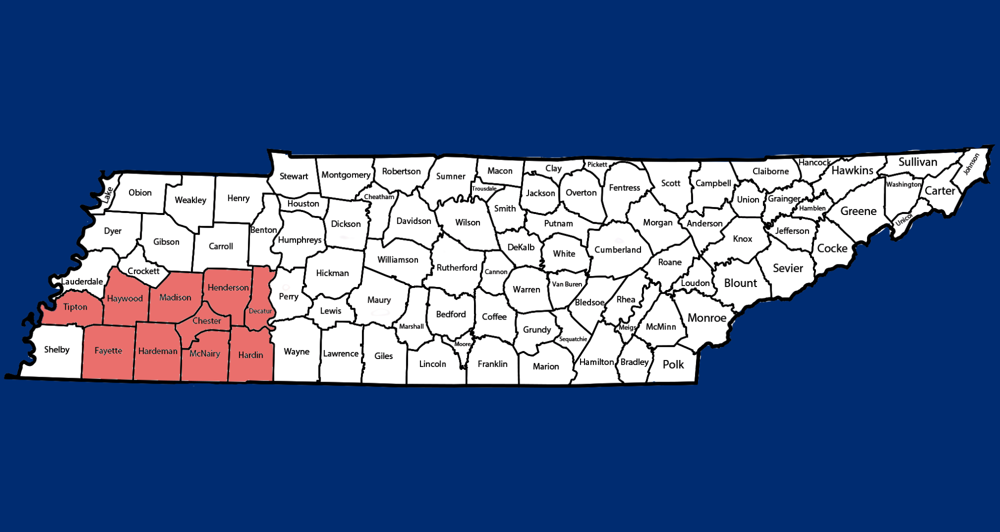 Lake
Obion
Weakley
Henry
Stewart
Montgomery
Robertson
Sumner
Macon
Trousdale
Clay
Pickett
Scott
Campbell
Claiborne
Hancock
Hawkins
Sullivan
Johnson
Carter
Washington
Unicoi
Greene
Hamblen
Grainger
Union
Fentress
Overton
Jackson
Smith
Cheatham
Houston
Dickson
Davidson
Wilson
Putnam
Morgan
Anderson
Knox
Jefferson
Cocke
Sevier
Blount
Loudon
Roane
Cumberland
White
DeKalb
Cannon
Rutherford
Williamson
Humphreys
Benton
Carroll
Gibson
Dyer
Crockett
Lauderdale
Tipton
Haywood
Madison
Henderson
Decatur
Chester
Perry
Hickman
Lewis
Maury
Marshall
Bedford
Coffee
Warren
Van Buren
Bledsoe
Rhea
Meigs
McMinn
Monroe
Polk
Bradley
Hamilton
Sequatchie
Grundy
Marion
Franklin
Moore
Lincoln
Giles
Lawrence
Wayne
Hardin
McNairy
Hardeman
Fayette
Shelby